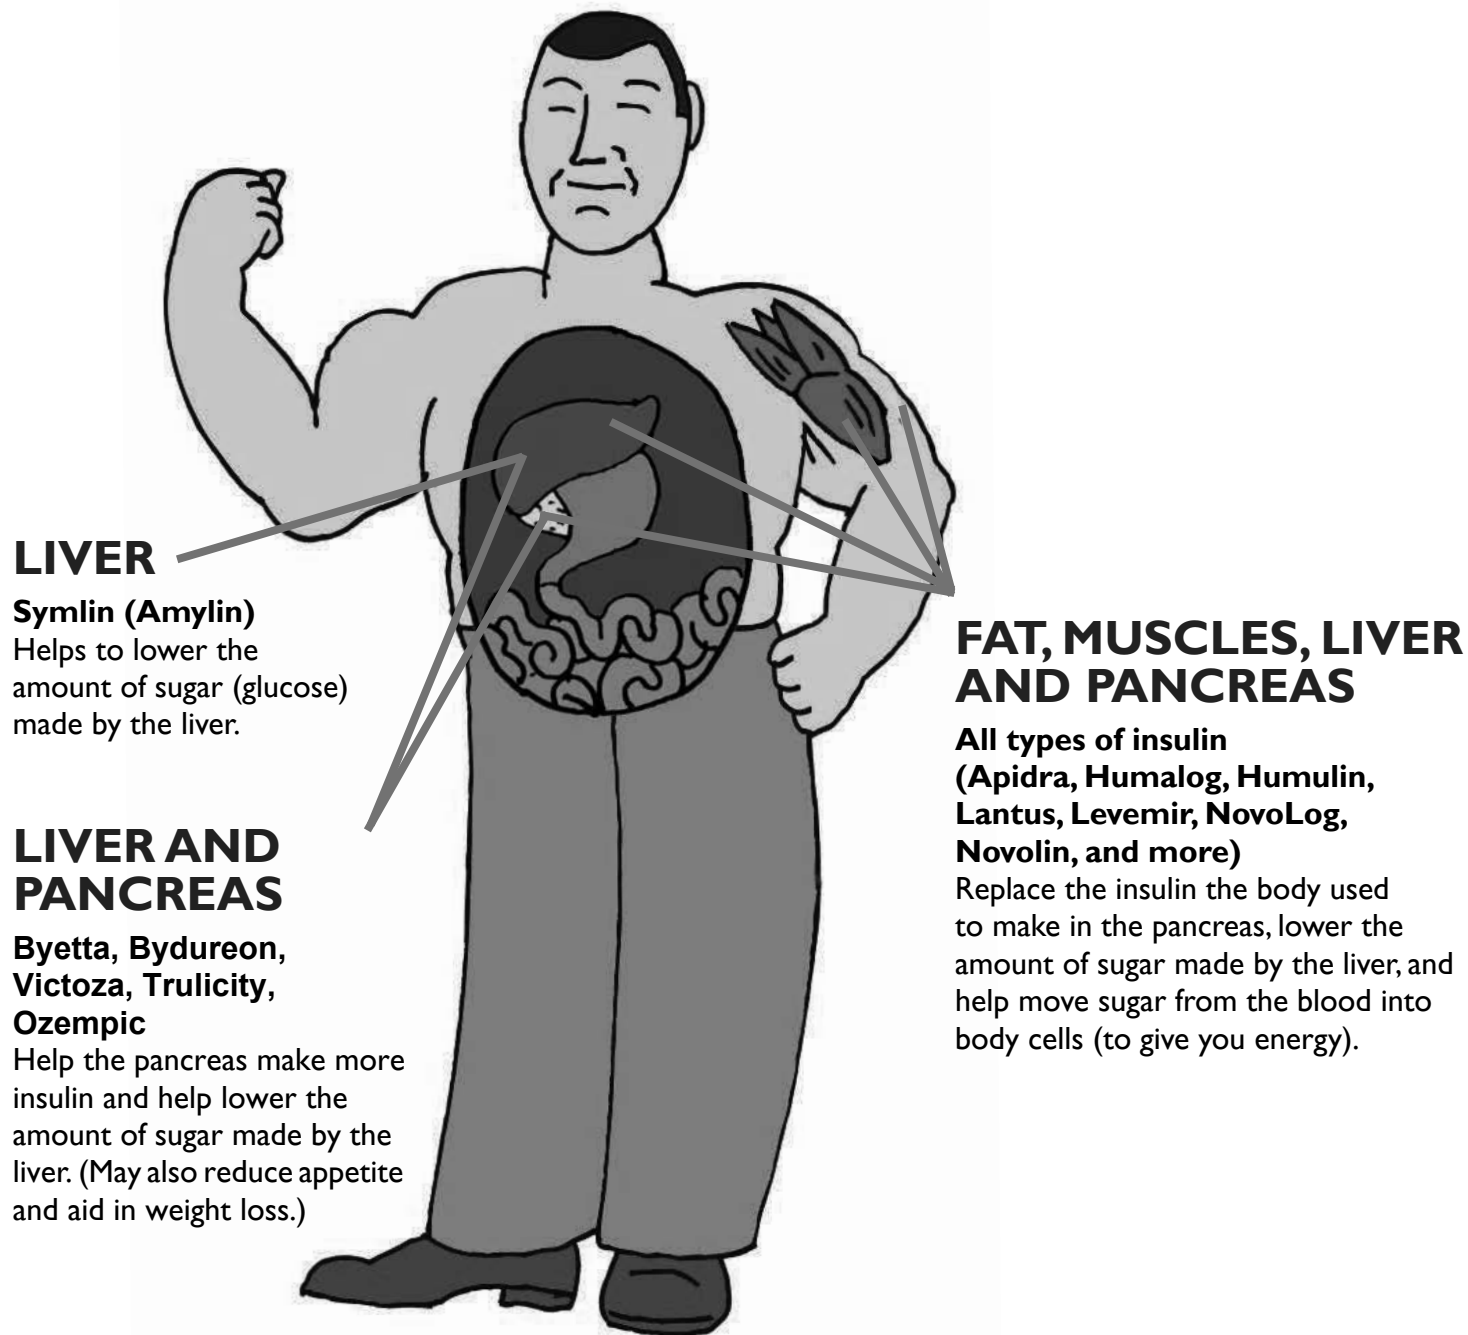 LIVER
Symlin (Amylin)
Helps to lower the
amount of sugar (glucose)
made by the liver.
LIVER AND
PANCREAS
Byetta, Bydureon,
Victoza, Trulicity,
Ozempic
Help the pancreas make more
insulin and help lower the
amount of sugar made by the
liver. (May also reduce appetite
and aid in weight loss.)
FAT, MUSCLES, LIVER
AND PANCREAS
All types of insulin
(Apidra, Humalog, Humulin,
Lantus, Levemir, NovoLog,
Novolin, and more)
Replace the insulin the body used
to make in the pancreas, lower the
amount of sugar made by the liver, and
help move sugar from the blood into
body cells (to give you energy).